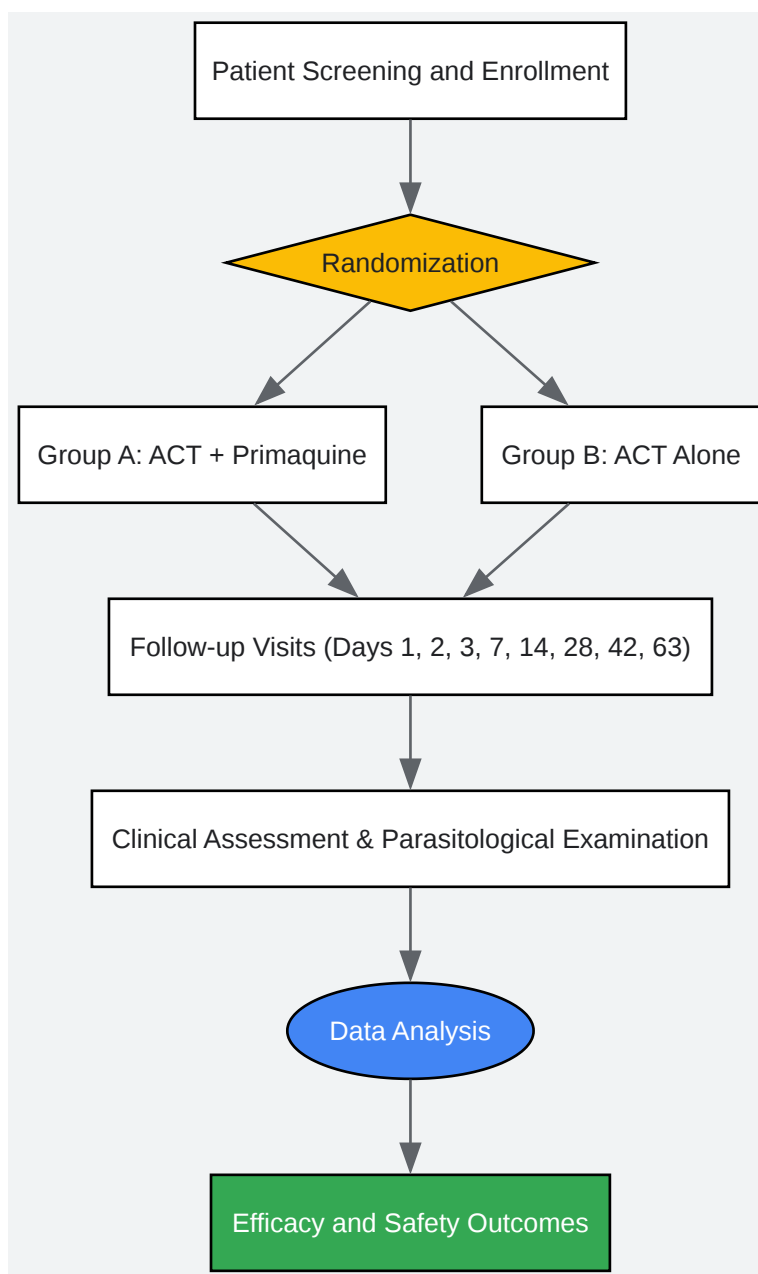 Patient Screening and Enrollment
Randomization
Group A: ACT + Primaquine
Group B: ACT Alone
Follow-up Visits (Days 1, 2, 3, 7, 14, 28, 42, 63)
Clinical Assessment & Parasitological Examination
Data Analysis
Efficacy and Safety Outcomes